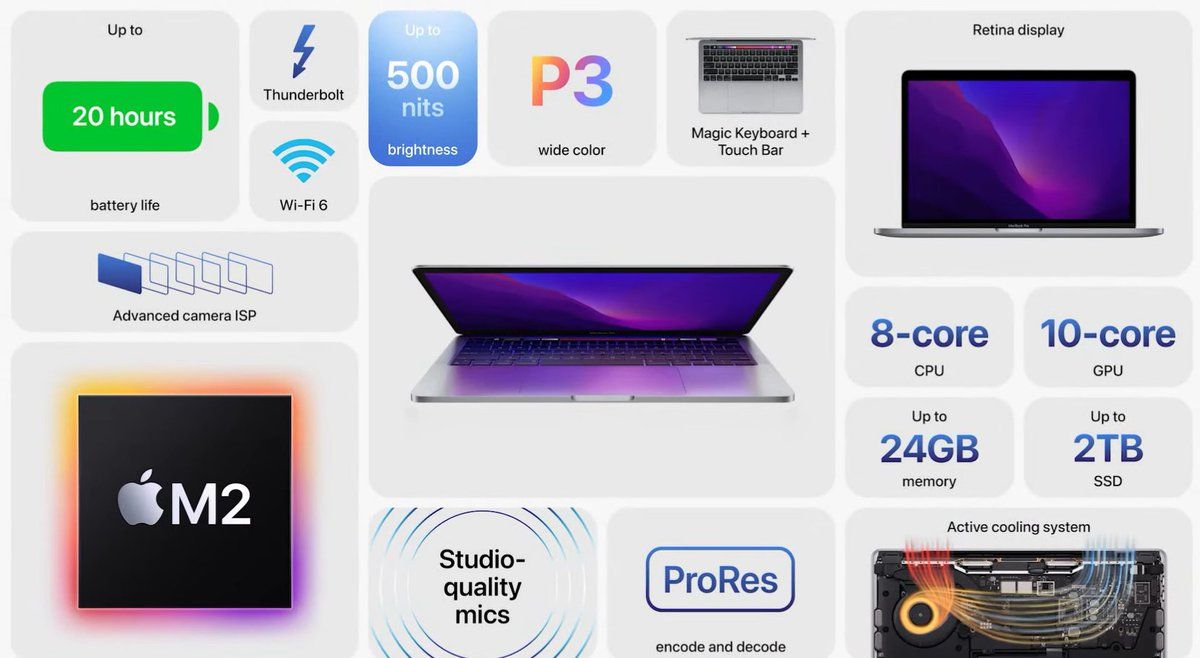 Up to
20 hours
battery life
Thunderbolt
Wi-Fi 6
Up to
500
nits
brightness
P3
wide color
Magic Keyboard +
Touch Bar
Retina display
Advanced camera ISP
M2
8-core
CPU
10-core
GPU
Up to
24GB
memory
Up to
2TB
SSD
Studio-
quality
mics
ProRes
encode and decode
Active cooling system